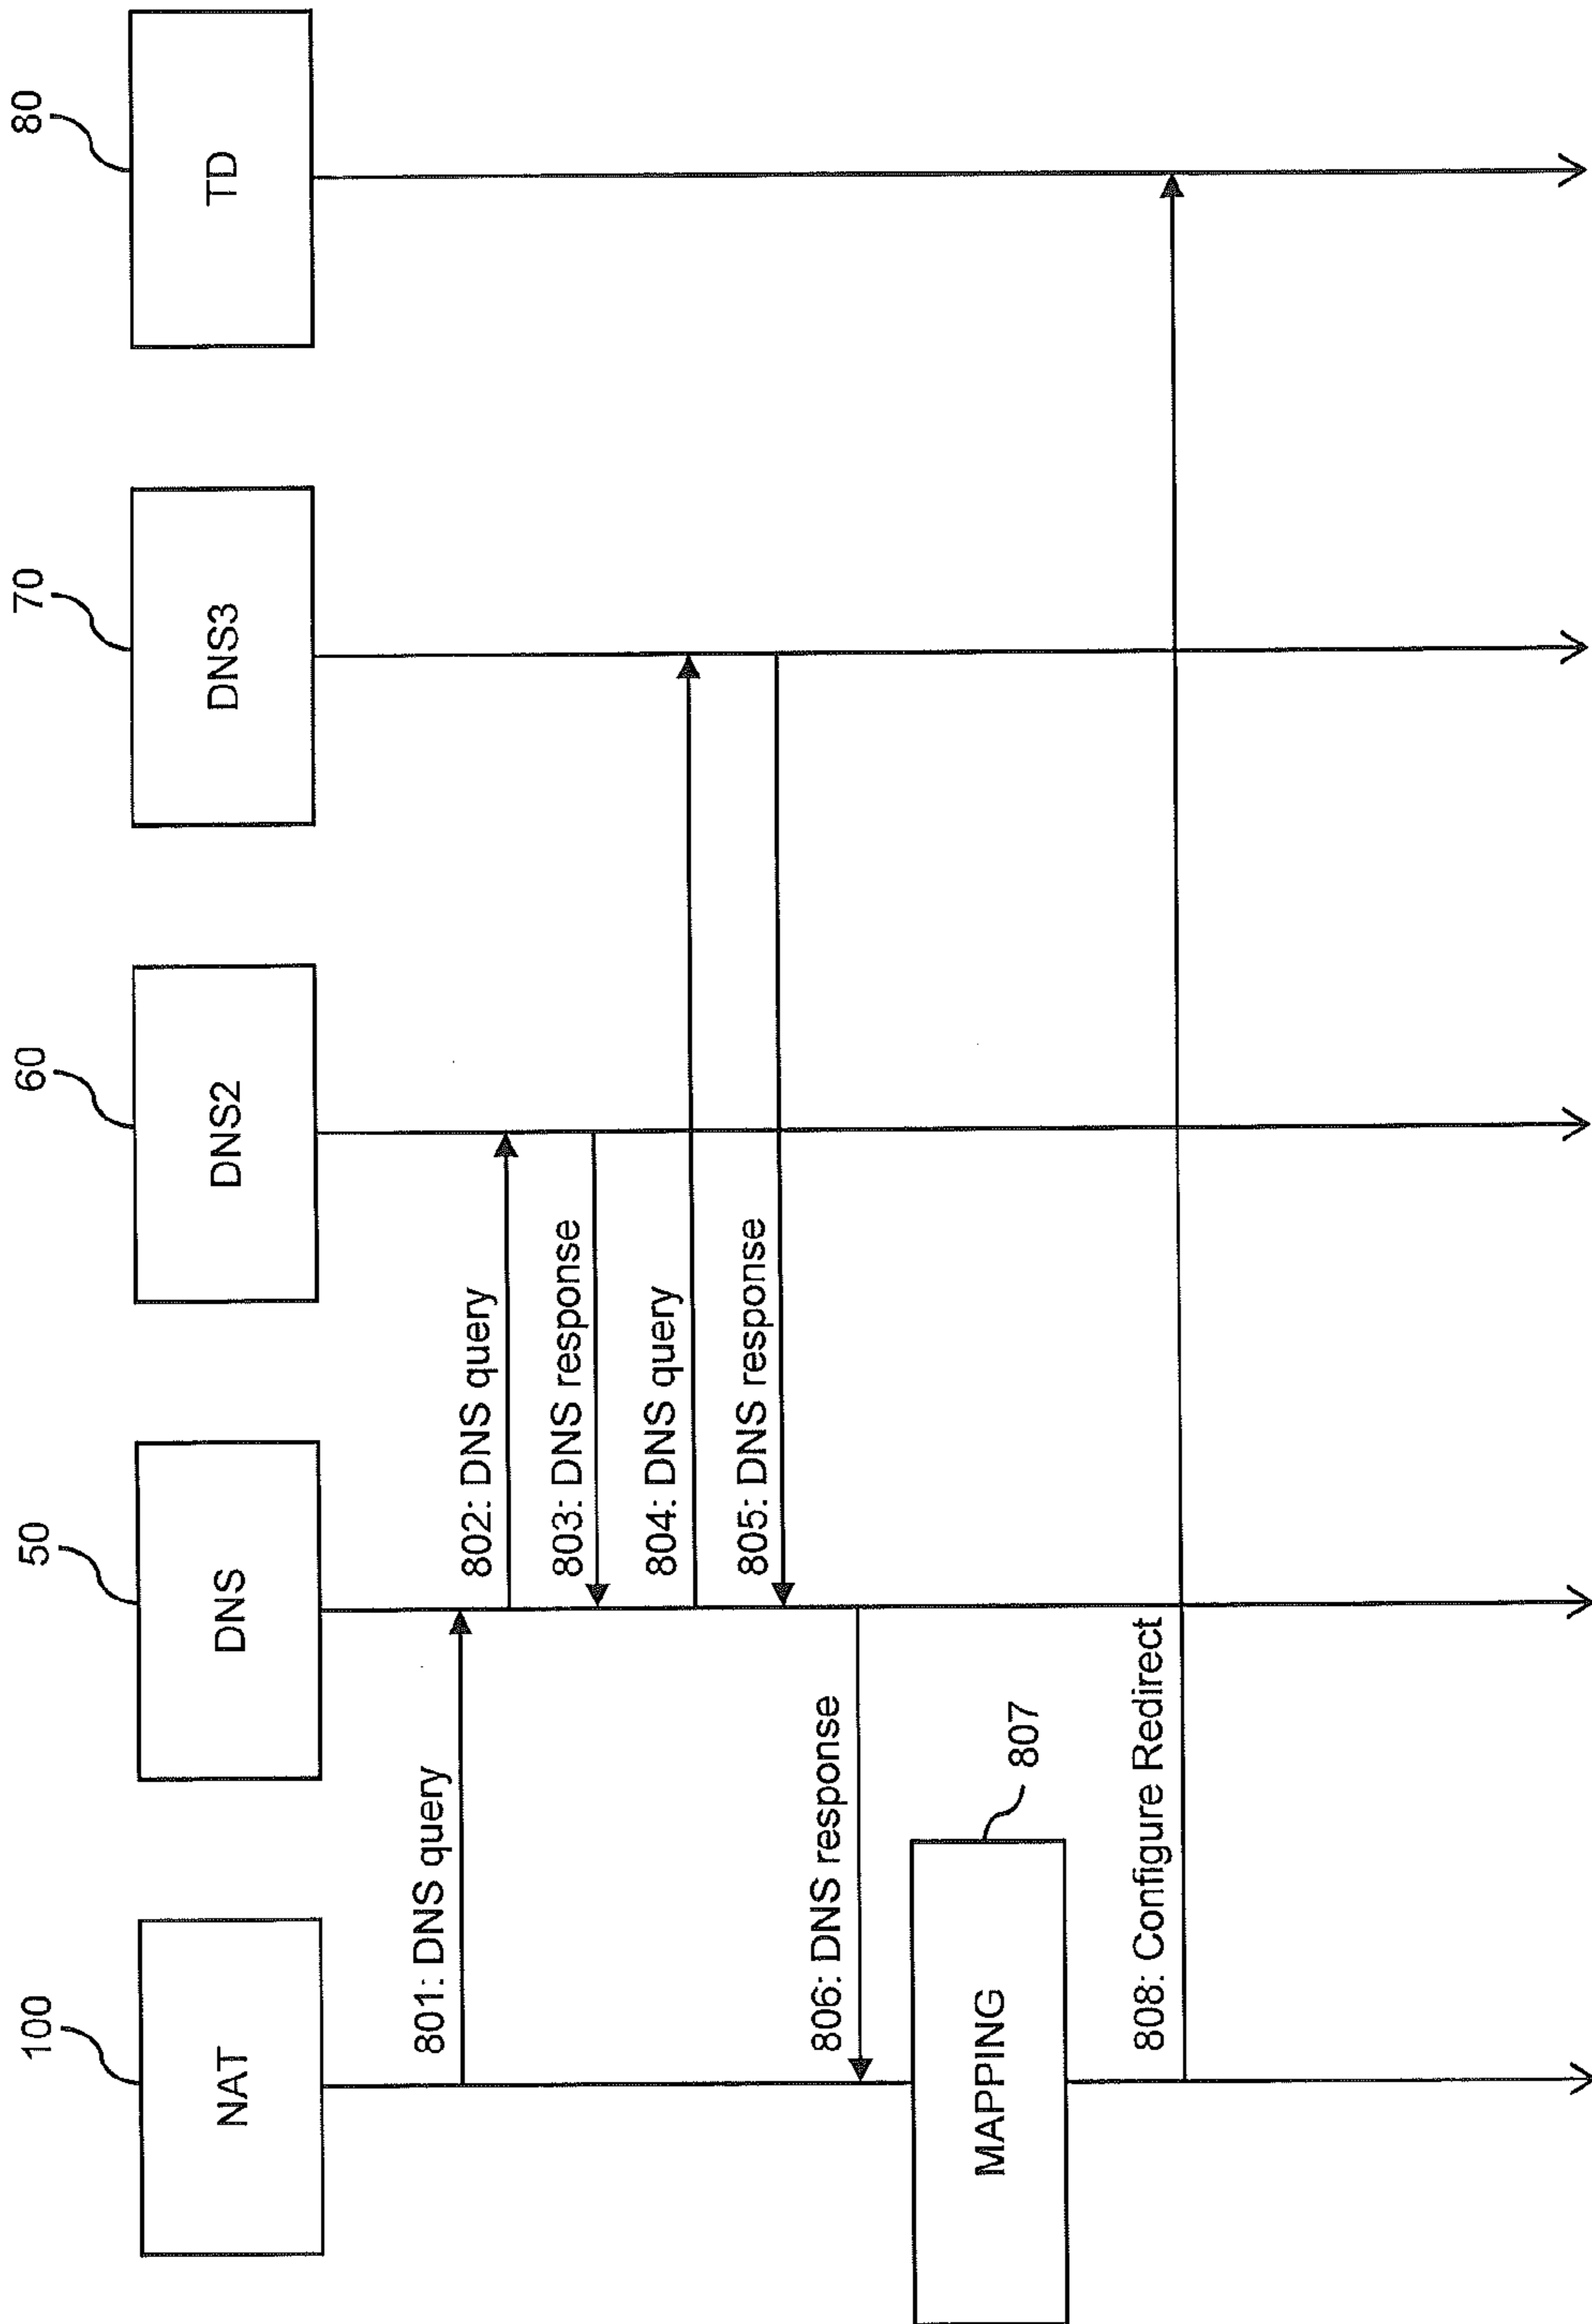 100
50
60
70
80
NAT
DNS
DNS2
DNS3
TD
801: DNS query
802: DNS query
803: DNS response
804: DNS query
805: DNS response
806: DNS response
MAPPING
807
808: Configure Redirect